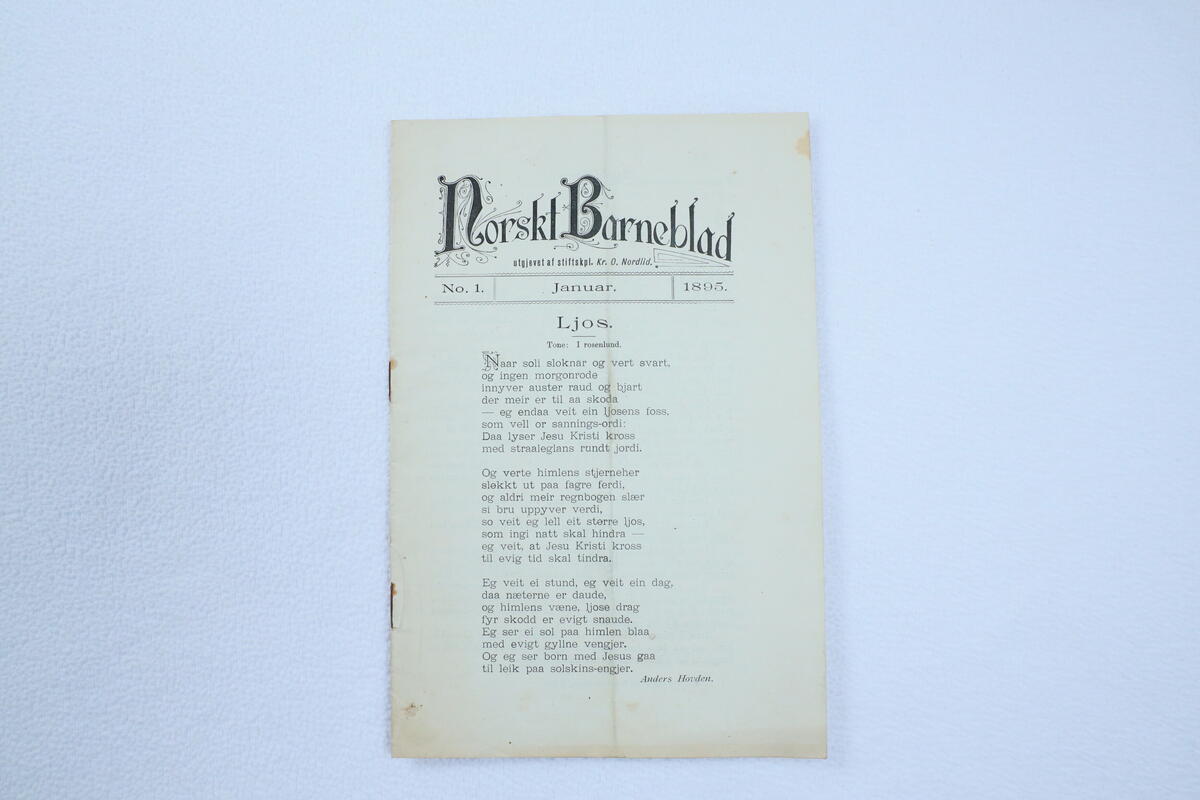 Norskt Barneblad
utgjevet af stiftskpl. Kr. O. Nordlid.
No. 1. Januar. 1895.
Ljos.
Tone: I rosenlund.
Naar soli sloknar og vert svart,
og ingen morgonrode
innyver auster raud og bjart
der meir er til aa skoda
— eg endaa veit ein ljosens foss,
som vell or sannings-ordi:
Daa lyser Jesu Kristi kross
med straaleglans rundt jordi.
Og verte himlens stjerneher
sløkkt ut paa fagre ferdi,
og aldri meir regnbogen slær
si bru uppyver verdi,
so veit eg lell eit større ljos,
som ingi natt skal hindra —
eg veit, at Jesu Kristi kross
til evig tid skal tindra.
Eg veit ei stund, eg veit ein dag,
daa næterne er daude,
og himlens væne, ljose drag
fyr skodd er evigt snaude.
Eg ser ei sol paa himlen blaa
med evigt gyllne vengjer.
Og eg ser born med Jesus gaa
til leik paa solskins-engjer.
Anders Hovden.